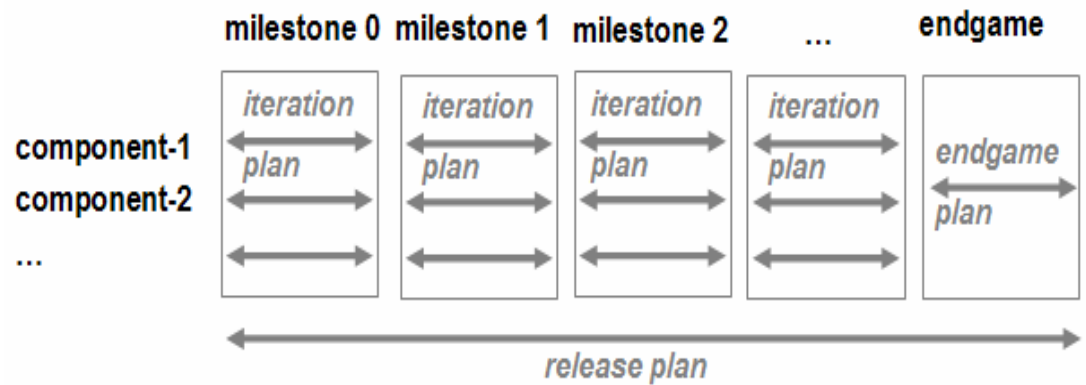 milestone 0 milestone 1 milestone 2 ... endgame
iteration iteration iteration iteration
component-1 endgame
plan plan plan plan
component-2 plan
...
release plan